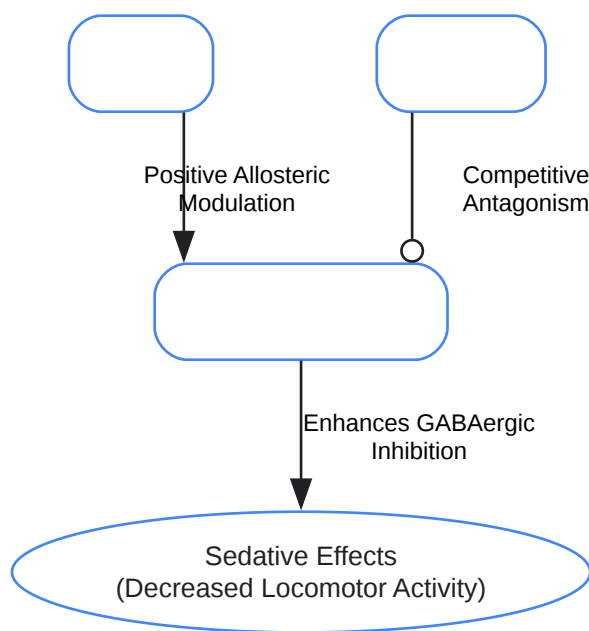 Positive Allosteric
Modulation
Competitive
Antagonism
Enhances GABAergic
Inhibition
Sedative Effects
(Decreased Locomotor Activity)